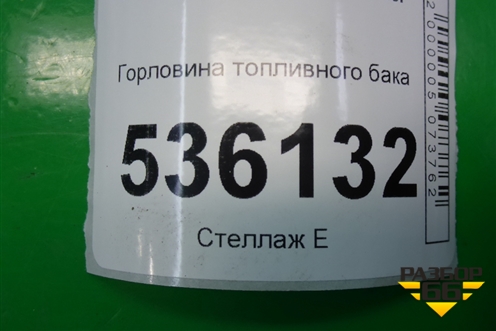 Горловина топливного бака
536132
Стеллаж Е
2000005073762
РАЗБОР
66